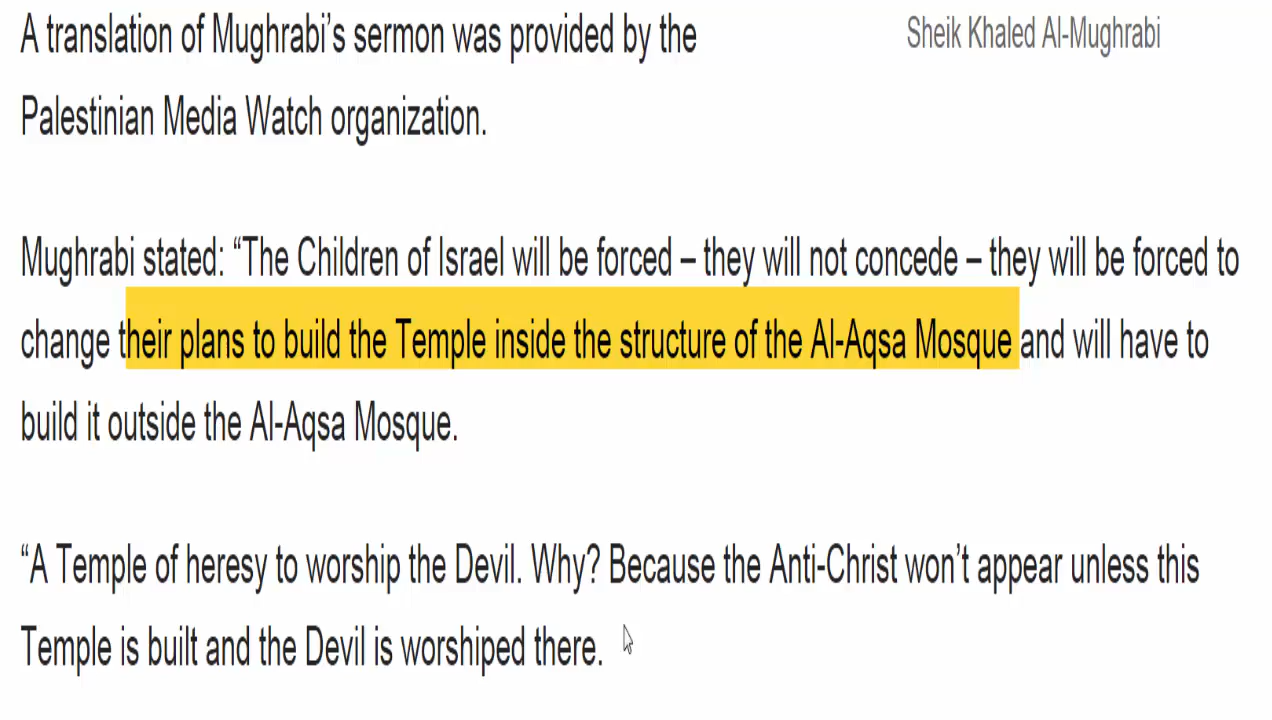 A translation of Mughrabi’s sermon was provided by the
Sheik Khaled Al-Mughrabi
Palestinian Media Watch organization.
Mughrabi stated: “The Children of Israel will be forced – they will not concede – they will be forced to
change their plans to build the Temple inside the structure of the Al-Aqsa Mosque and will have to
build it outside the Al-Aqsa Mosque.
“A Temple of heresy to worship the Devil. Why? Because the Anti-Christ won’t appear unless this
Temple is built and the Devil is worshiped there.